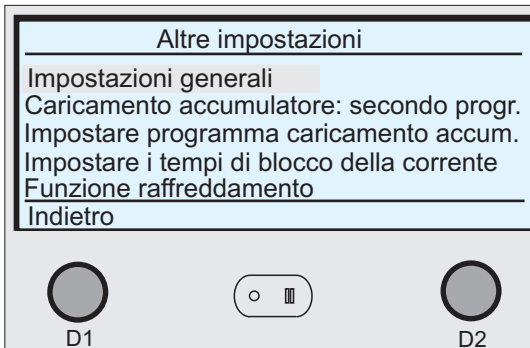 Altre impostazioni
Impostazioni generali
Caricamento accumulatore: secondo progr.
Impostare programma caricamento accum.
Impostare i tempi di blocco della corrente
Funzione raffreddamento
Indietro
D1 D2